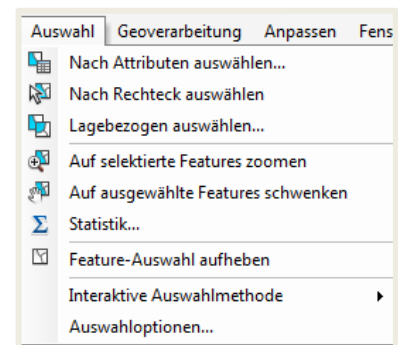 Auswahl Geoverarbeitung Anpassen Fens
Nach Attributen auswählen...
Nach Rechteck auswählen
Lagebezogen auswählen...
Auf selektierte Features zoomen
Auf ausgewählte Features schwenken
Σ Statistik...
Feature-Auswahl aufheben
Interaktive Auswahlmethode
Auswahloptionen...